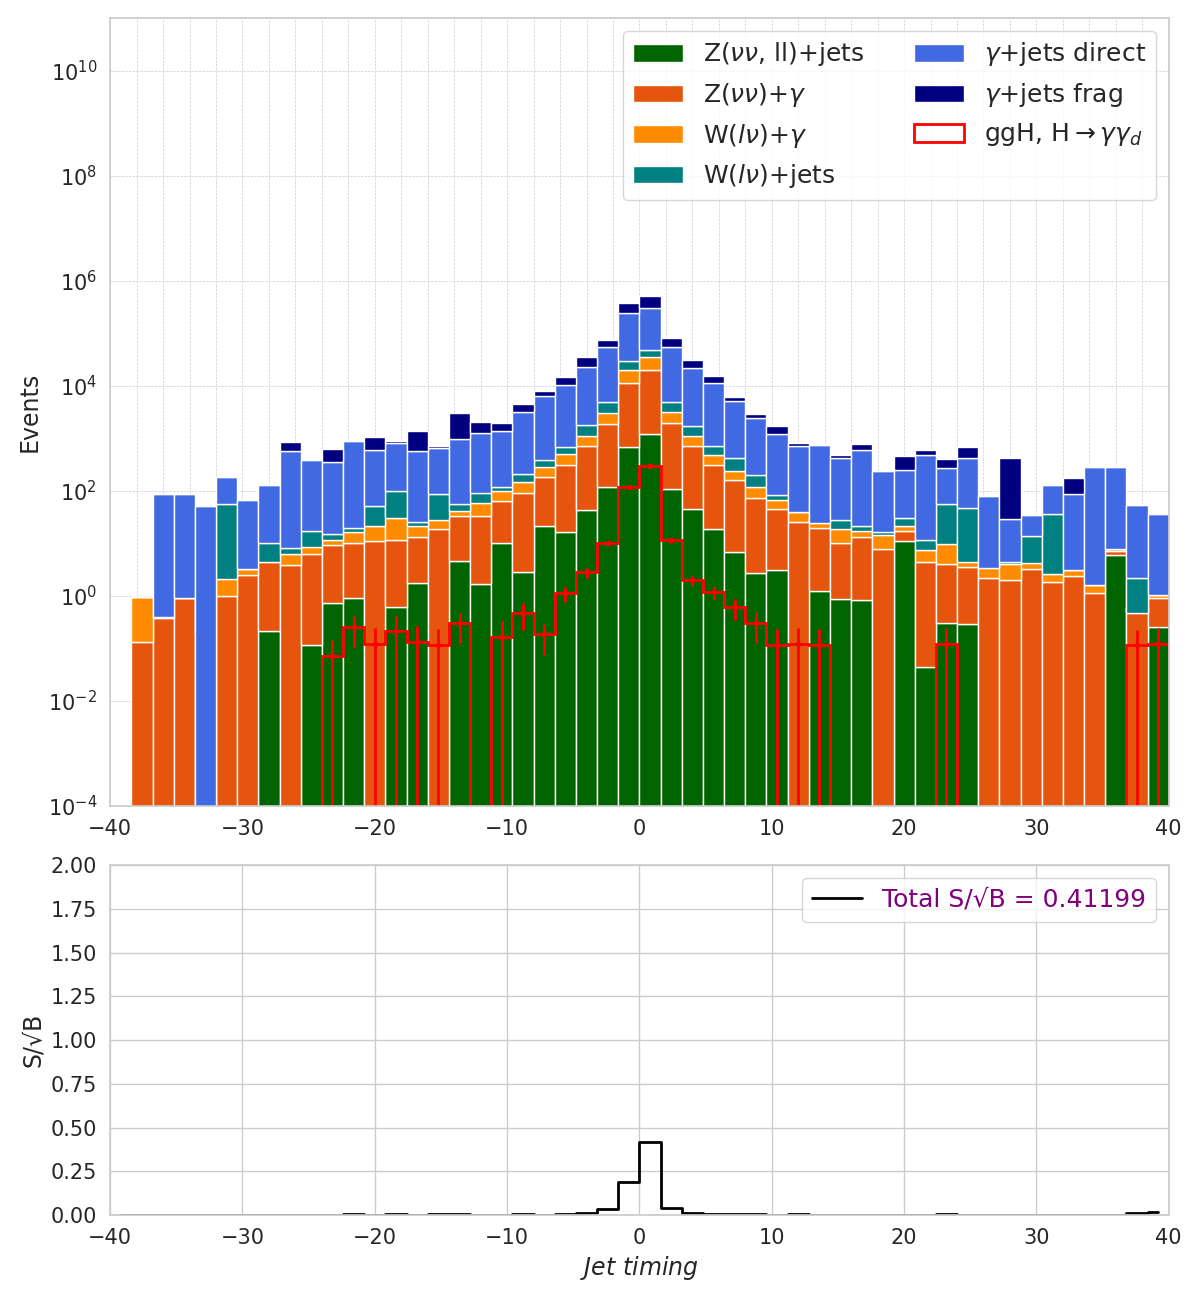 Z(νν, ll)+jets
Z(νν)+γ
W(lν)+γ
W(lν)+jets
γ+jets direct
γ+jets frag
ggH, H→γγ_d
Events
10^10
10^8
10^6
10^4
10^2
10^0
10^−2
10^−4
−40 −30 −20 −10 0 10 20 30 40
Total S/√B = 0.41199
S/√B
2.00
1.75
1.50
1.25
1.00
0.75
0.50
0.25
0.00
−40 −30 −20 −10 0 10 20 30 40
Jet timing